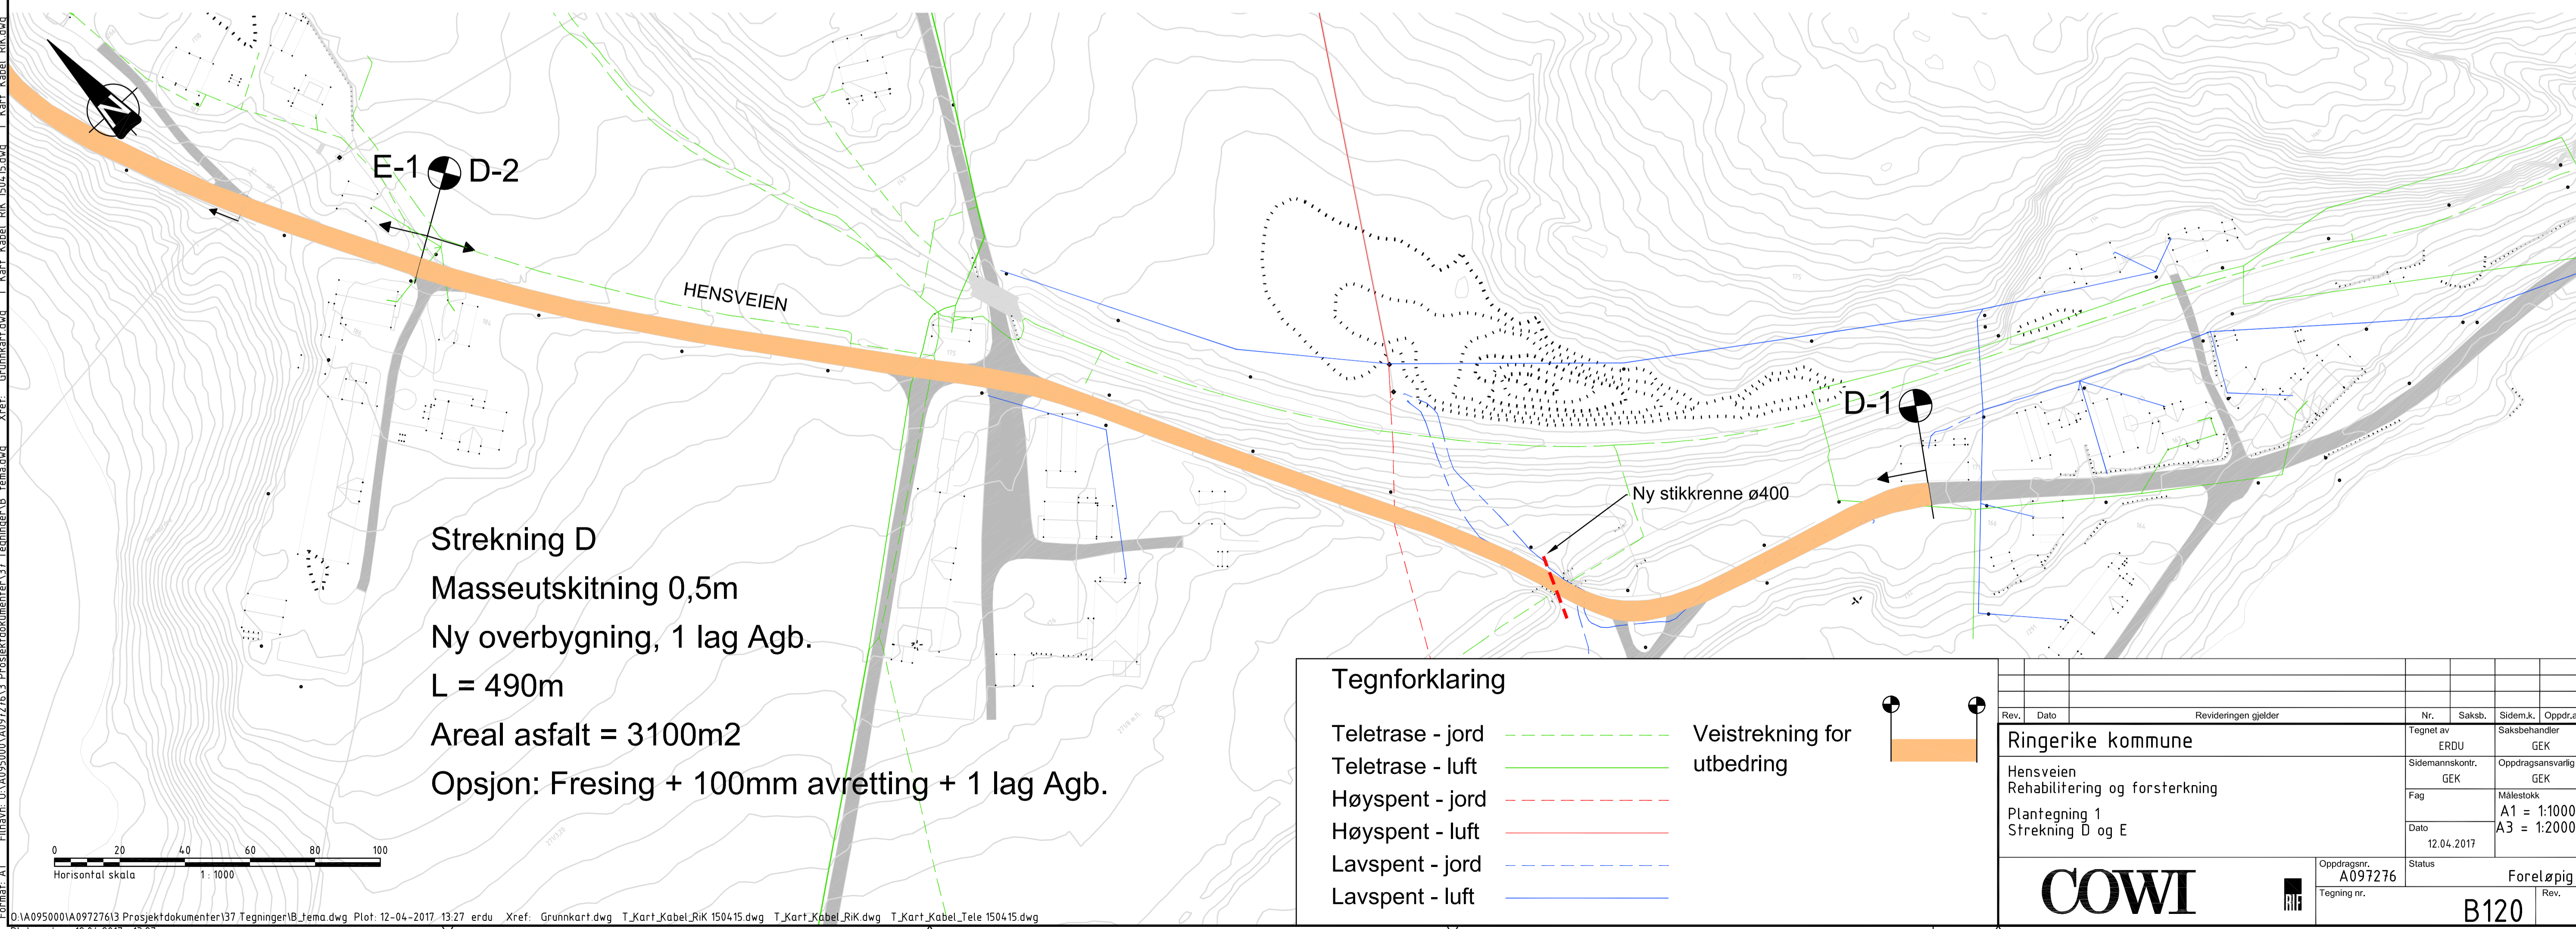 E-1 D-2
HENSVEIEN
D-1
Ny stikkrenne ø400
Strekning D
Masseutskitning 0,5m
Ny overbygning, 1 lag Agb.
L = 490m
Areal asfalt = 3100m2
Opsjon: Fresing + 100mm avretting + 1 lag Agb.
0 20 40 60 80 100
Horisontal skala 1 : 1000
Tegnforklaring
Teletrase - jord
Teletrase - luft
Høyspent - jord
Høyspent - luft
Lavspent - jord
Lavspent - luft
Veistrekning for
utbedring
Rev. Dato Revideringen gjelder Nr. Saksb. Sidem.k. Oppdr.a
Ringerike kommune
Hensveien
Rehabilitering og forsterkning
Plantegning 1
Strekning D og E
Tegnet av
ERDU
Saksbehandler
GEK
Sidemannskontr.
GEK
Oppdragsansvarlig
GEK
Fag
Målestokk
A1 = 1:1000
A3 = 1:2000
Dato
12.04.2017
COWI
RIF
Oppdragsnr.
A097276
Status
Foreløpig
Tegning nr.
B120
Rev.
O:\A095000\A097276\3 Prosjektdokumenter\37 Tegninger\B_tema.dwg Plot: 12-04-2017 13:27 erdu Xref: Grunnkart.dwg T_Kart_Kabel_RiK 150415.dwg T_Kart_Kabel_RiK.dwg T_Kart_Kabel_Tele 150415.dwg